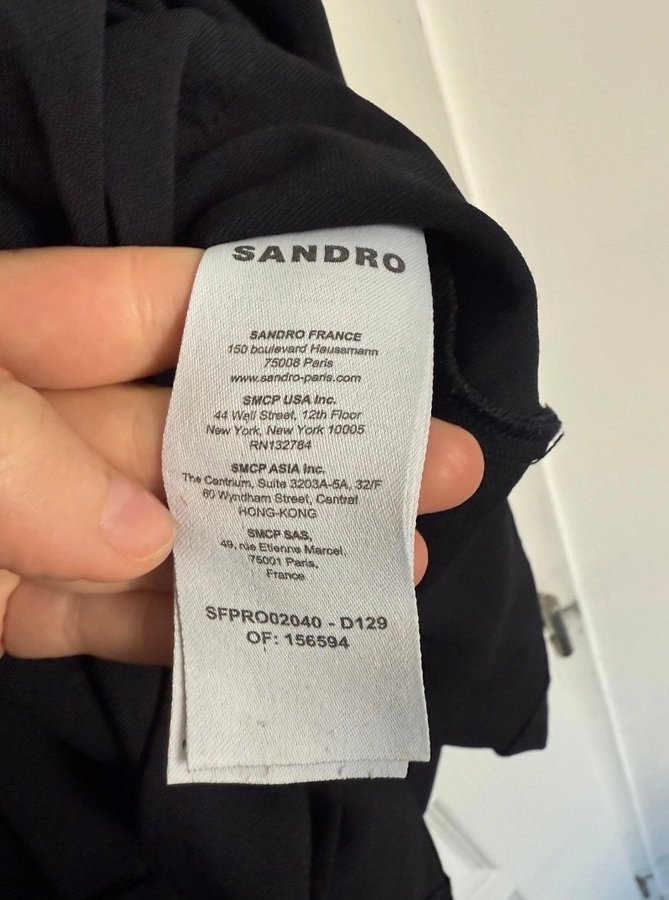 SANDRO
SANDRO FRANCE
150 boulevard Haussmann
75008 Paris
www.sandro-paris.com
SMCP USA Inc.
44 Wall Street, 12th Floor
New York, New York 10005
RN132784
SMCP ASIA Inc.
The Centrium, Suite 3203A-5A, 32/F
60 Wyndham Street, Central
HONG-KONG
SMCP SAS,
49, rue Etienne Marcel,
75001 Paris,
France
SFPRO02040 - D129
OF: 156594